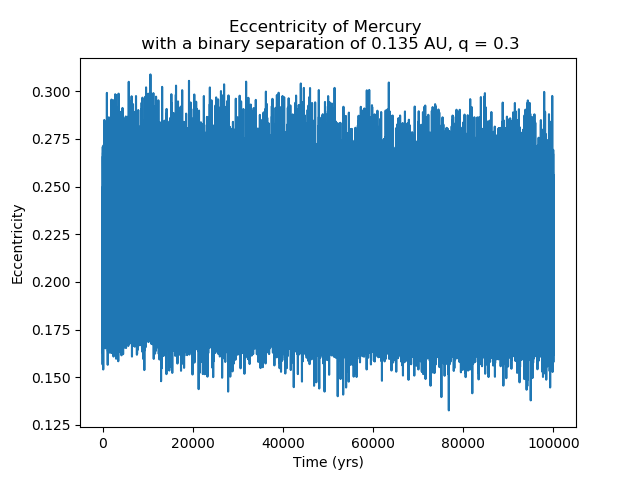 Eccentricity of Mercury
with a binary separation of 0.135 AU, q = 0.3
0.300
0.275
0.250
0.225
0.200
0.175
0.150
0.125
Eccentricity
0 20000 40000 60000 80000 100000
Time (yrs)